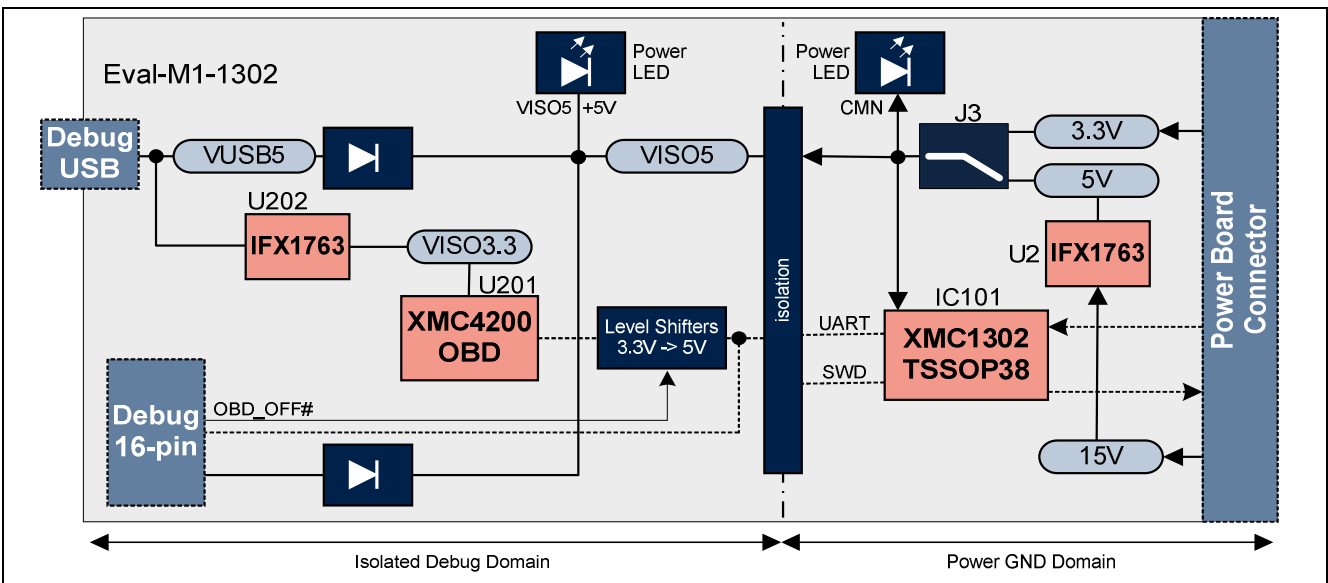 Eval-M1-1302
Power
LED
VISO5 +5V
Power
LED
CMN
J3
3.3V
5V
Debug
USB
VUSB5
VISO5
U202
IFX1763
VISO3.3
U201
XMC4200
OBD
Level Shifters
3.3V -> 5V
isolation
UART
SWD
IC101
XMC1302
TSSOP38
U2
IFX1763
15V
Power Board
Connector
Debug
16-pin
OBD_OFF#
Isolated Debug Domain
Power GND Domain